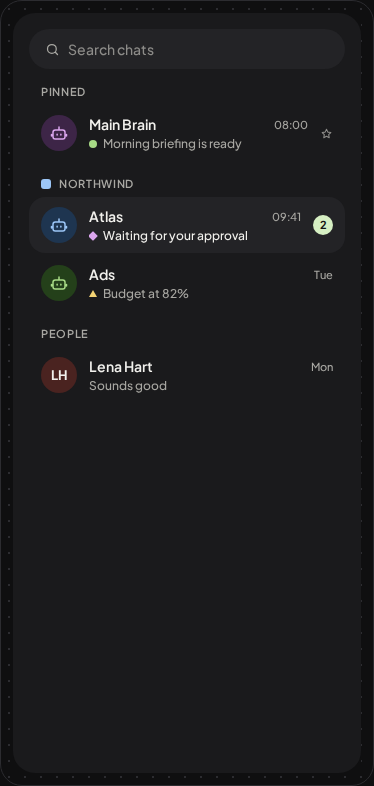 Search chats
PINNED
Main Brain 08:00
Morning briefing is ready
NORTHWIND
Atlas 09:41
Waiting for your approval 2
Ads Tue
Budget at 82%
PEOPLE
LH Lena Hart Mon
Sounds good